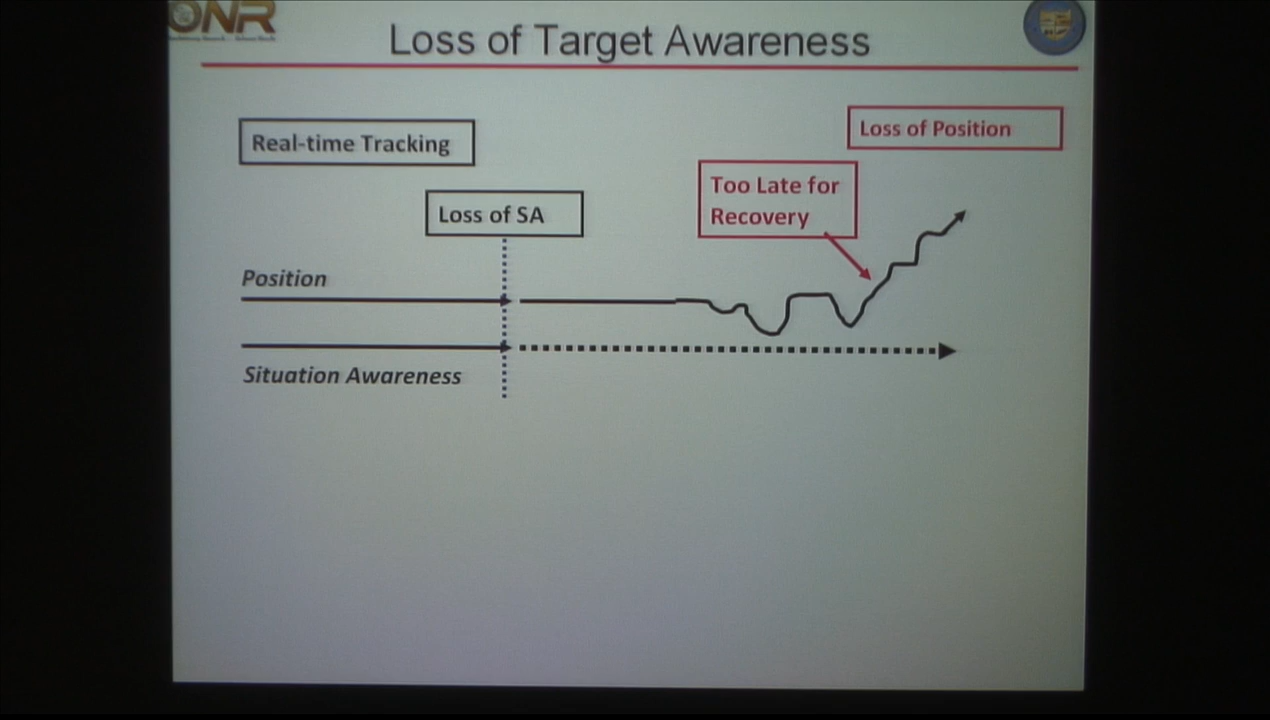 ONR
Loss of Target Awareness
Real-time Tracking
Loss of Position
Too Late for
Recovery
Loss of SA
Position
Situation Awareness